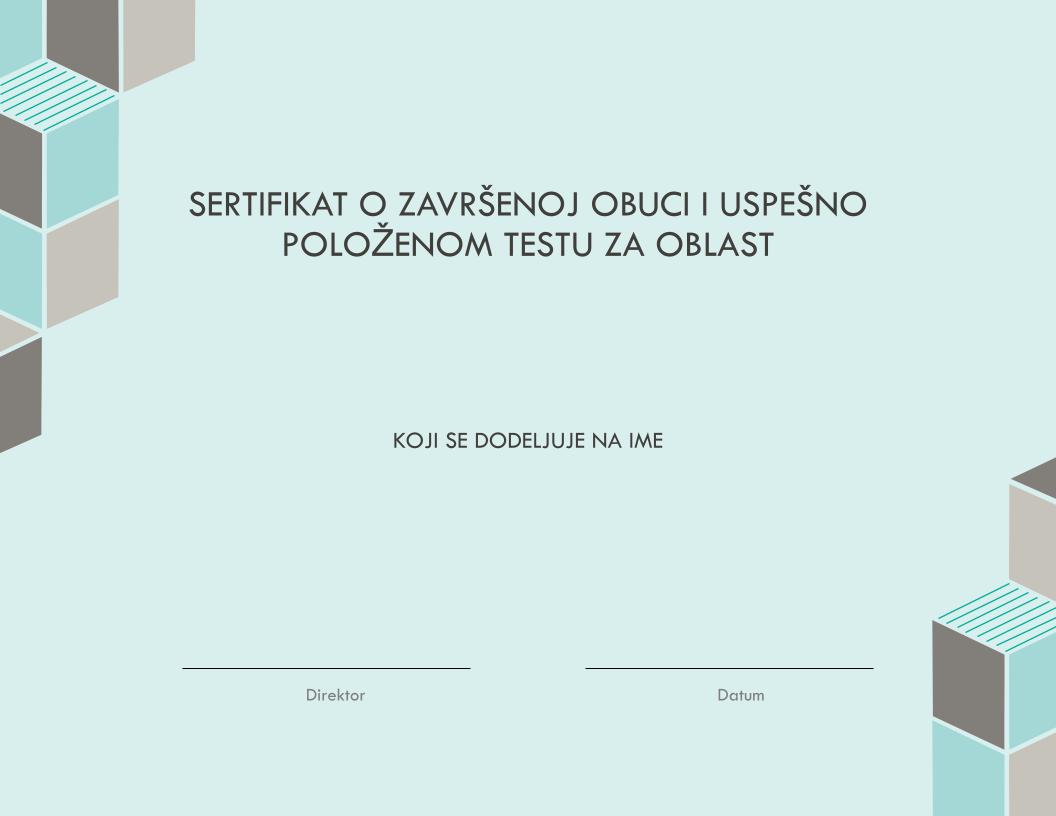 SERTIFIKAT O ZAVRŠENOJ OBUCI I USPEŠNO
POLOŽENOM TESTU ZA OBLAST
KOJI SE DODELJUJE NA IME
Direktor
Datum